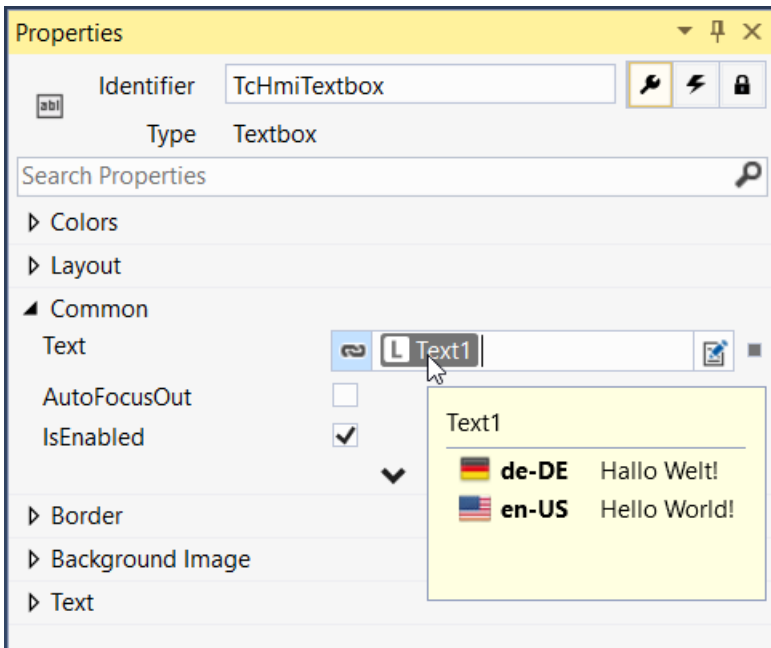 Properties
Identifier TcHmiTextbox
abl
Type Textbox
Search Properties
Colors
Layout
Common
Text L Text1
AutoFocusOut
IsEnabled
Text1
de-DE Hallo Welt!
en-US Hello World!
Border
Background Image
Text